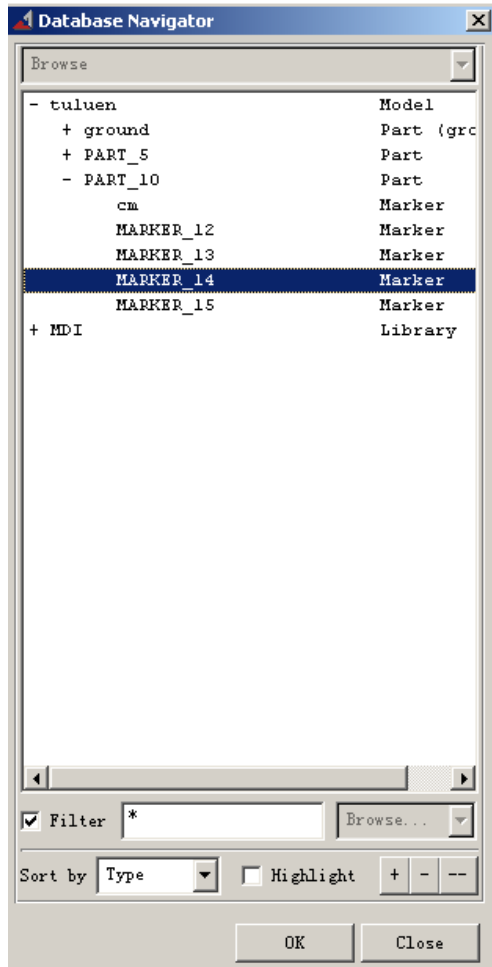 Database Navigator
Browse
- tuluen Model
+ ground Part (grc
+ PART_5 Part
- PART_10 Part
cm Marker
MARKER_12 Marker
MARKER_13 Marker
MARKER_14 Marker
MARKER_15 Marker
+ MDI Library
Filter * Browse...
Sort by Type Highlight + - --
OK Close